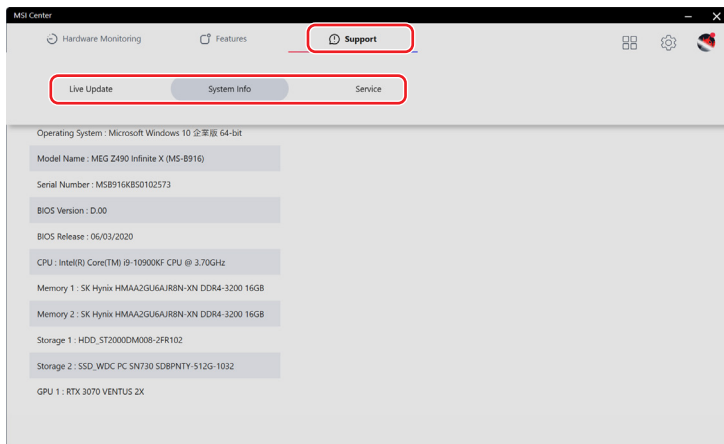 MSI Center
Hardware Monitoring
Features
Support
Live Update
System Info
Service
Operating System : Microsoft Windows 10 企業版 64-bit
Model Name : MEG Z490 Infinite X (MS-B916)
Serial Number : MSB916KBS0102573
BIOS Version : D.00
BIOS Release : 06/03/2020
CPU : Intel(R) Core(TM) i9-10900KF CPU @ 3.70GHz
Memory 1 : SK Hynix HMAA2GU6AJR8N-XN DDR4-3200 16GB
Memory 2 : SK Hynix HMAA2GU6AJR8N-XN DDR4-3200 16GB
Storage 1 : HDD_ST2000DM008-2FR102
Storage 2 : SSD_WDC PC SN730 SDBPNTY-512G-1032
GPU 1 : RTX 3070 VENTUS 2X